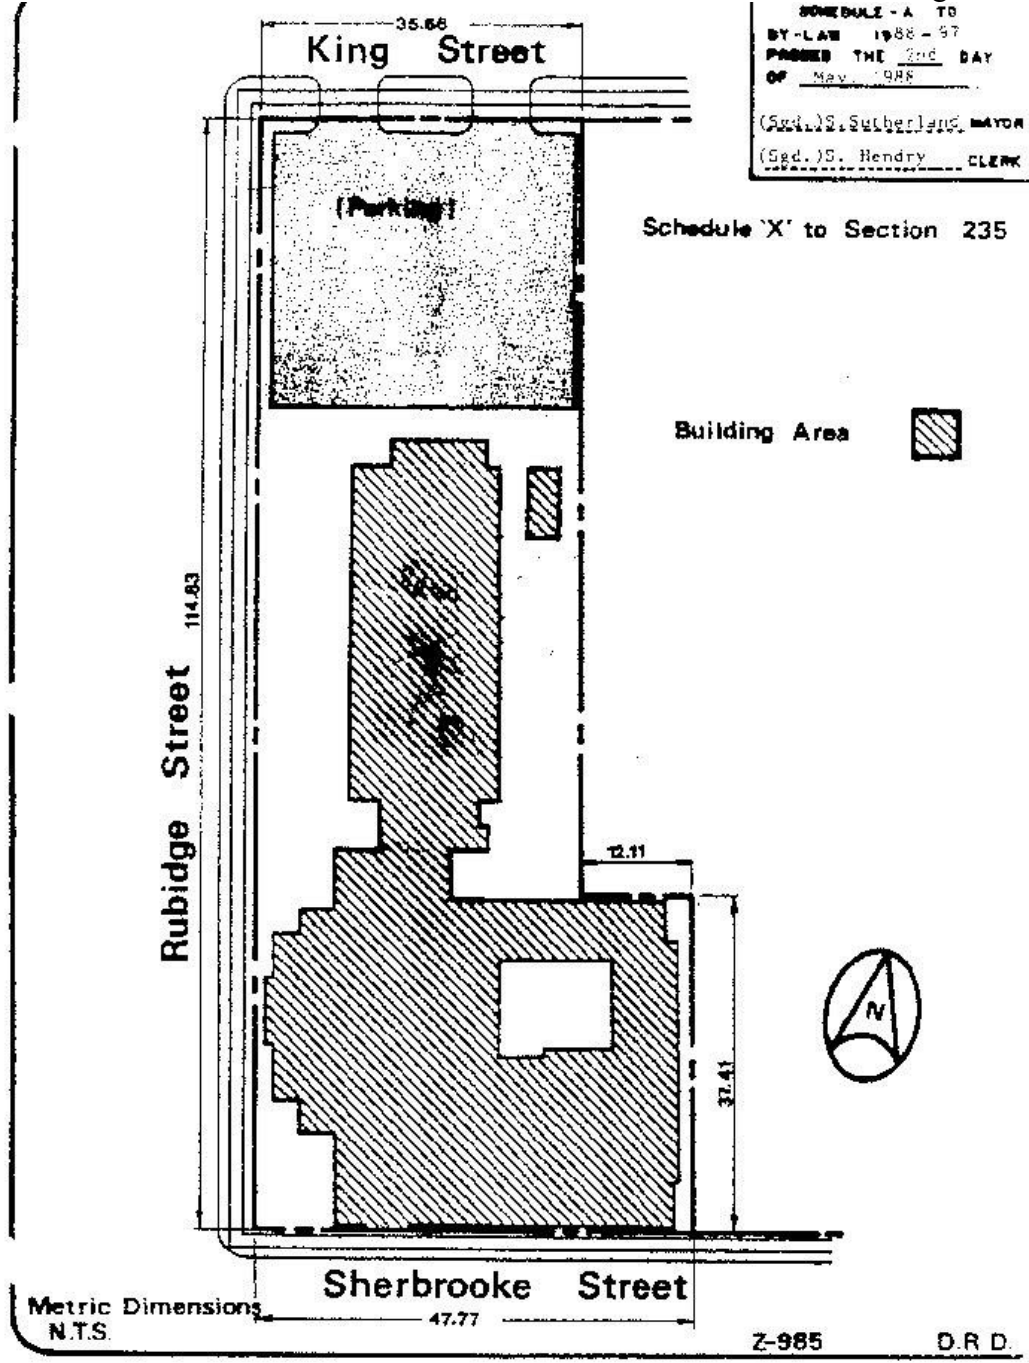 35.66
King Street
SCHEDULE - A TO
BY-LAW 1988-97
PASSED THE 2nd DAY
OF May, 1988
(Sgd.)S.Sutherland MAYOR
(Sgd.)S. Hendry CLERK
(Parking)
Schedule 'X' to Section 235
Building Area
114.83
Rubidge Street
12.11
37.41
N
Sherbrooke Street
47.77
Metric Dimensions
N.T.S.
Z-985
D.R.D.